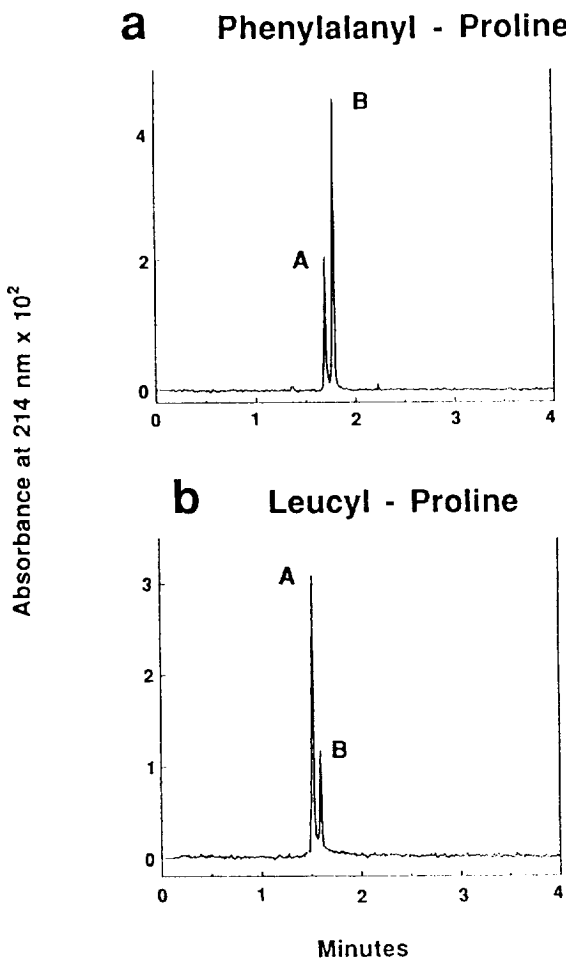 a Phenylalanyl - Proline
B
4
A
2
0
0 1 2 3 4
Absorbance at 214 nm x 10²
b Leucyl - Proline
A
3
2
B
1
0
0 1 2 3 4
Minutes